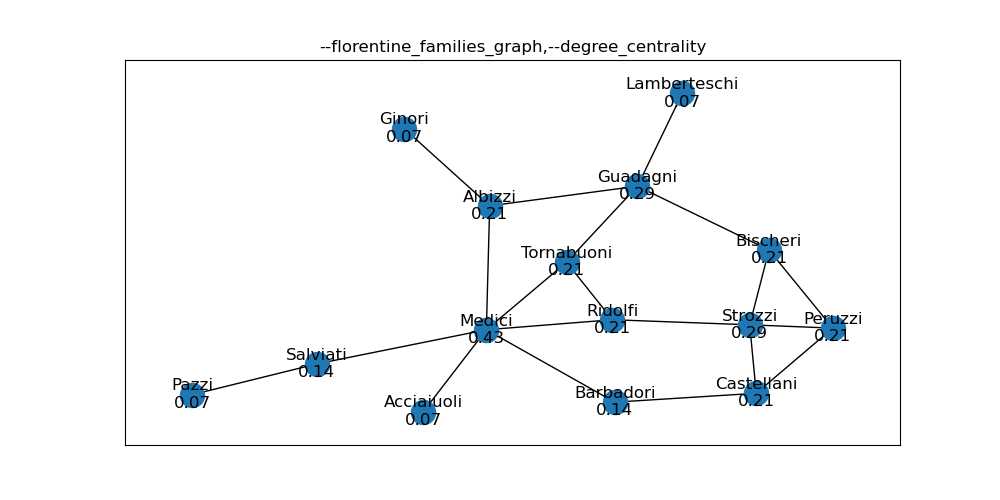 --florentine_families_graph,--degree_centrality
Lamberteschi
0.07
Ginori
0.07
Guadagni
0.29
Albizzi
0.21
Bischeri
0.21
Tornabuoni
0.21
Ridolfi
0.21
Strozzi
0.29
Peruzzi
0.21
Medici
0.43
Salviati
0.14
Pazzi
0.07
Castellani
0.21
Barbadori
0.14
Acciaiuoli
0.07